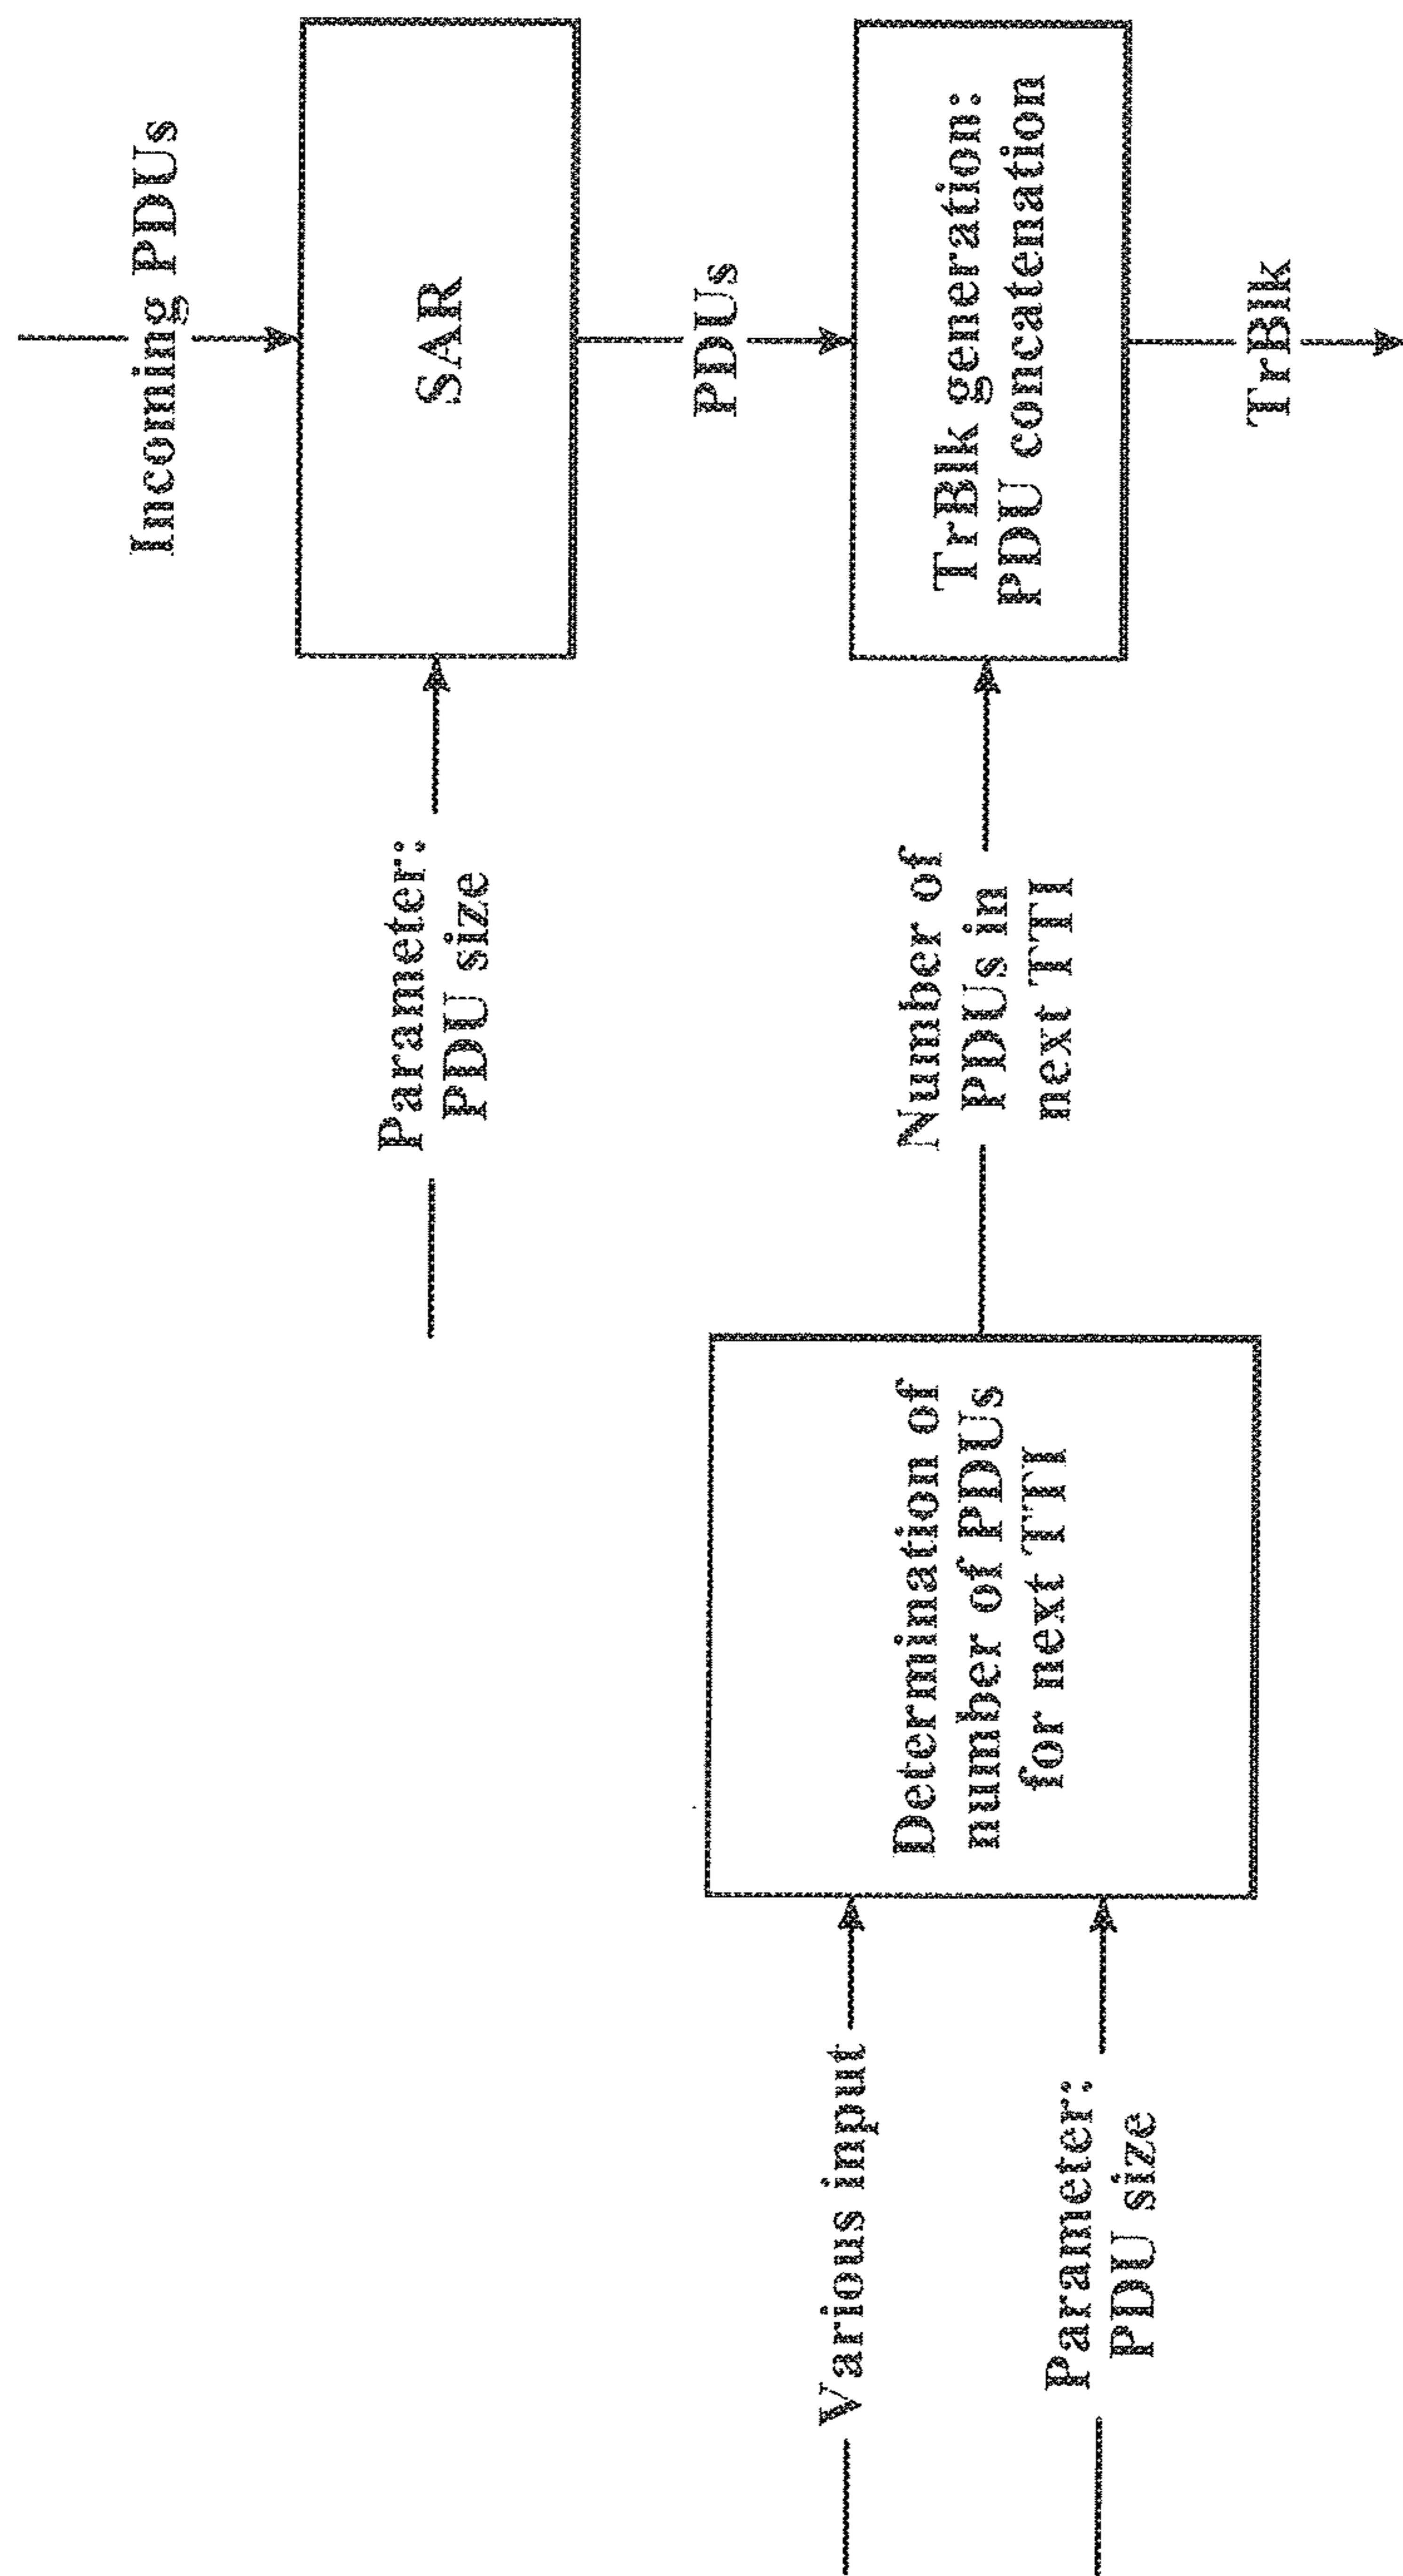 Incoming PDUs
SAR
Parameter:
PDU size
PDUs
TrBlk generation:
PDU concatenation
Number of
PDUs in
next TTI
Determination of
number of PDUs
for next TTI
Various input
Parameter:
PDU size
TrBlk